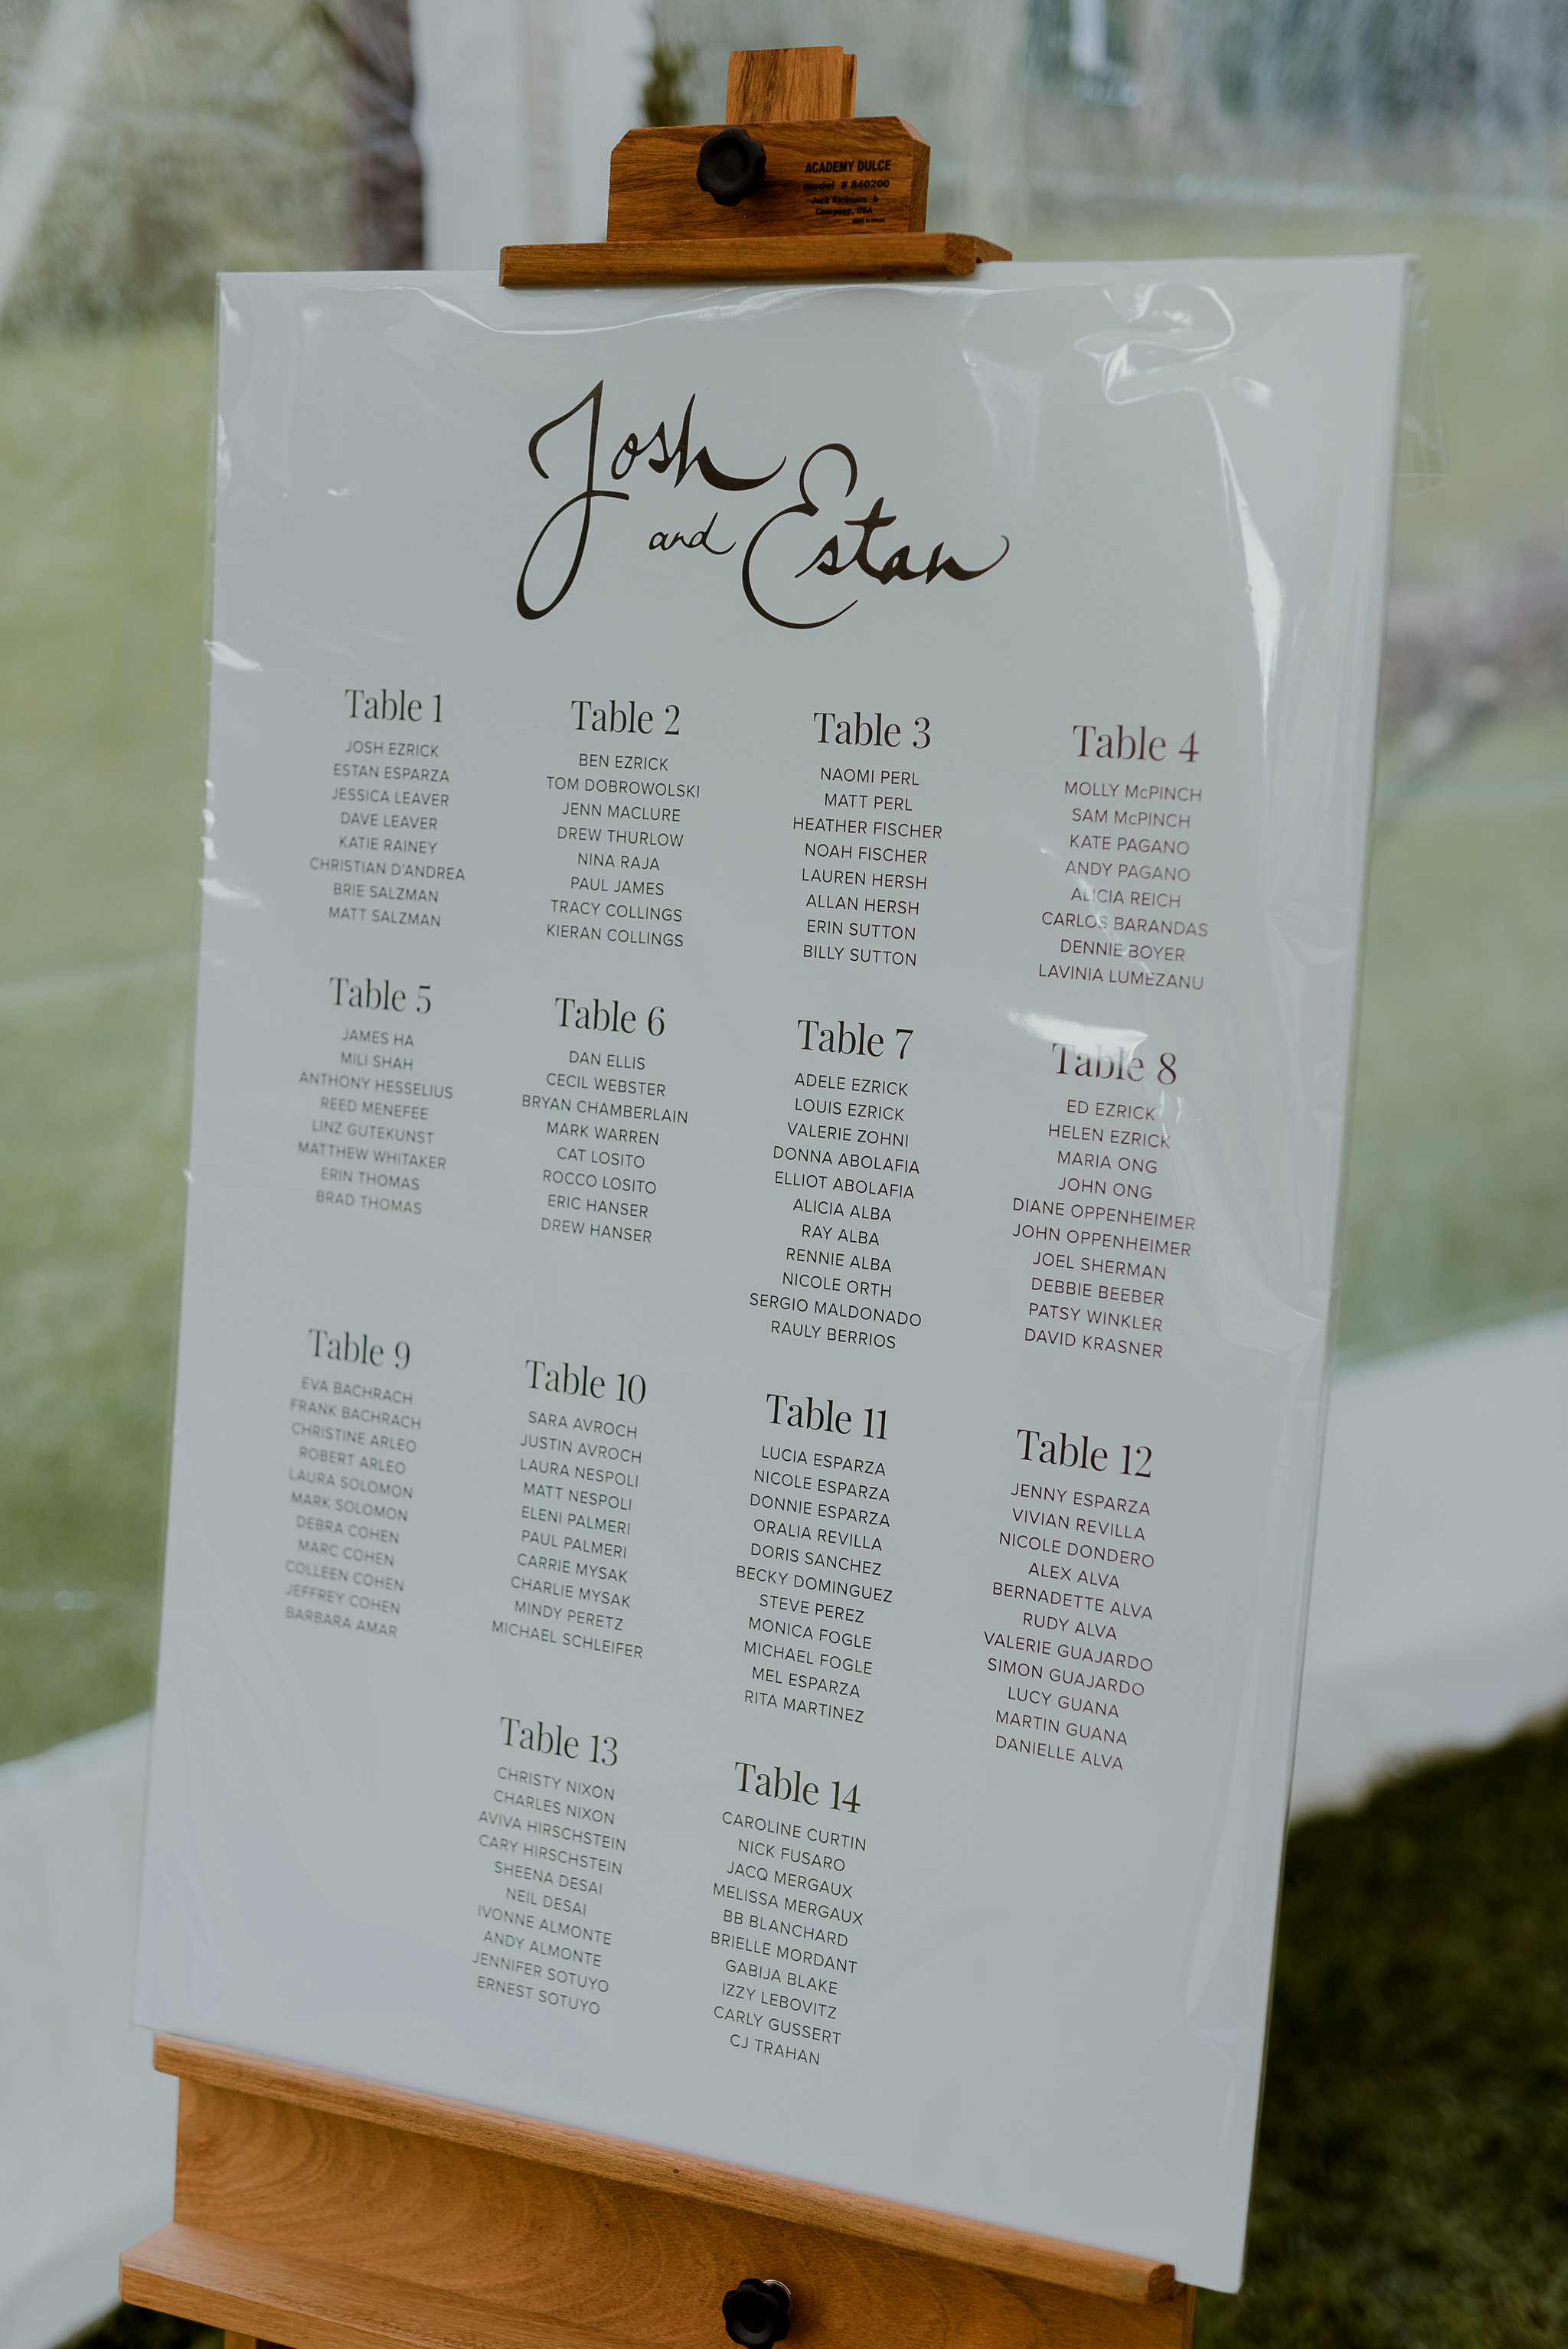 ACADEMY DULCE
model # 840200
Jack Richeson &
Company, USA
Josh
and Estan
Table 1
JOSH EZRICK
ESTAN ESPARZA
JESSICA LEAVER
DAVE LEAVER
KATIE RAINEY
CHRISTIAN D'ANDREA
BRIE SALZMAN
MATT SALZMAN
Table 2
BEN EZRICK
TOM DOBROWOLSKI
JENN MACLURE
DREW THURLOW
NINA RAJA
PAUL JAMES
TRACY COLLINGS
KIERAN COLLINGS
Table 3
NAOMI PERL
MATT PERL
HEATHER FISCHER
NOAH FISCHER
LAUREN HERSH
ALLAN HERSH
ERIN SUTTON
BILLY SUTTON
Table 4
MOLLY McPINCH
SAM McPINCH
KATE PAGANO
ANDY PAGANO
ALICIA REICH
CARLOS BARANDAS
DENNIE BOYER
LAVINIA LUMEZANU
Table 5
JAMES HA
MILI SHAH
ANTHONY HESSELIUS
REED MENEFEE
LINZ GUTEKUNST
MATTHEW WHITAKER
ERIN THOMAS
BRAD THOMAS
Table 6
DAN ELLIS
CECIL WEBSTER
BRYAN CHAMBERLAIN
MARK WARREN
CAT LOSITO
ROCCO LOSITO
ERIC HANSER
DREW HANSER
Table 7
ADELE EZRICK
LOUIS EZRICK
VALERIE ZOHNI
DONNA ABOLAFIA
ELLIOT ABOLAFIA
ALICIA ALBA
RAY ALBA
RENNIE ALBA
NICOLE ORTH
SERGIO MALDONADO
RAULY BERRIOS
Table 8
ED EZRICK
HELEN EZRICK
MARIA ONG
JOHN ONG
DIANE OPPENHEIMER
JOHN OPPENHEIMER
JOEL SHERMAN
DEBBIE BEEBER
PATSY WINKLER
DAVID KRASNER
Table 9
EVA BACHRACH
FRANK BACHRACH
CHRISTINE ARLEO
ROBERT ARLEO
LAURA SOLOMON
MARK SOLOMON
DEBRA COHEN
MARC COHEN
COLLEEN COHEN
JEFFREY COHEN
BARBARA AMAR
Table 10
SARA AVROCH
JUSTIN AVROCH
LAURA NESPOLI
MATT NESPOLI
ELENI PALMERI
PAUL PALMERI
CARRIE MYSAK
CHARLIE MYSAK
MINDY PERETZ
MICHAEL SCHLEIFER
Table 11
LUCIA ESPARZA
NICOLE ESPARZA
DONNIE ESPARZA
ORALIA REVILLA
DORIS SANCHEZ
BECKY DOMINGUEZ
STEVE PEREZ
MONICA FOGLE
MICHAEL FOGLE
MEL ESPARZA
RITA MARTINEZ
Table 12
JENNY ESPARZA
VIVIAN REVILLA
NICOLE DONDERO
ALEX ALVA
BERNADETTE ALVA
RUDY ALVA
VALERIE GUAJARDO
SIMON GUAJARDO
LUCY GUANA
MARTIN GUANA
DANIELLE ALVA
Table 13
CHRISTY NIXON
CHARLES NIXON
AVIVA HIRSCHSTEIN
CARY HIRSCHSTEIN
SHEENA DESAI
NEIL DESAI
IVONNE ALMONTE
ANDY ALMONTE
JENNIFER SOTUYO
ERNEST SOTUYO
Table 14
CAROLINE CURTIN
NICK FUSARO
JACQ MERGAUX
MELISSA MERGAUX
BB BLANCHARD
BRIELLE MORDANT
GABIJA BLAKE
IZZY LEBOVITZ
CARLY GUSSERT
CJ TRAHAN